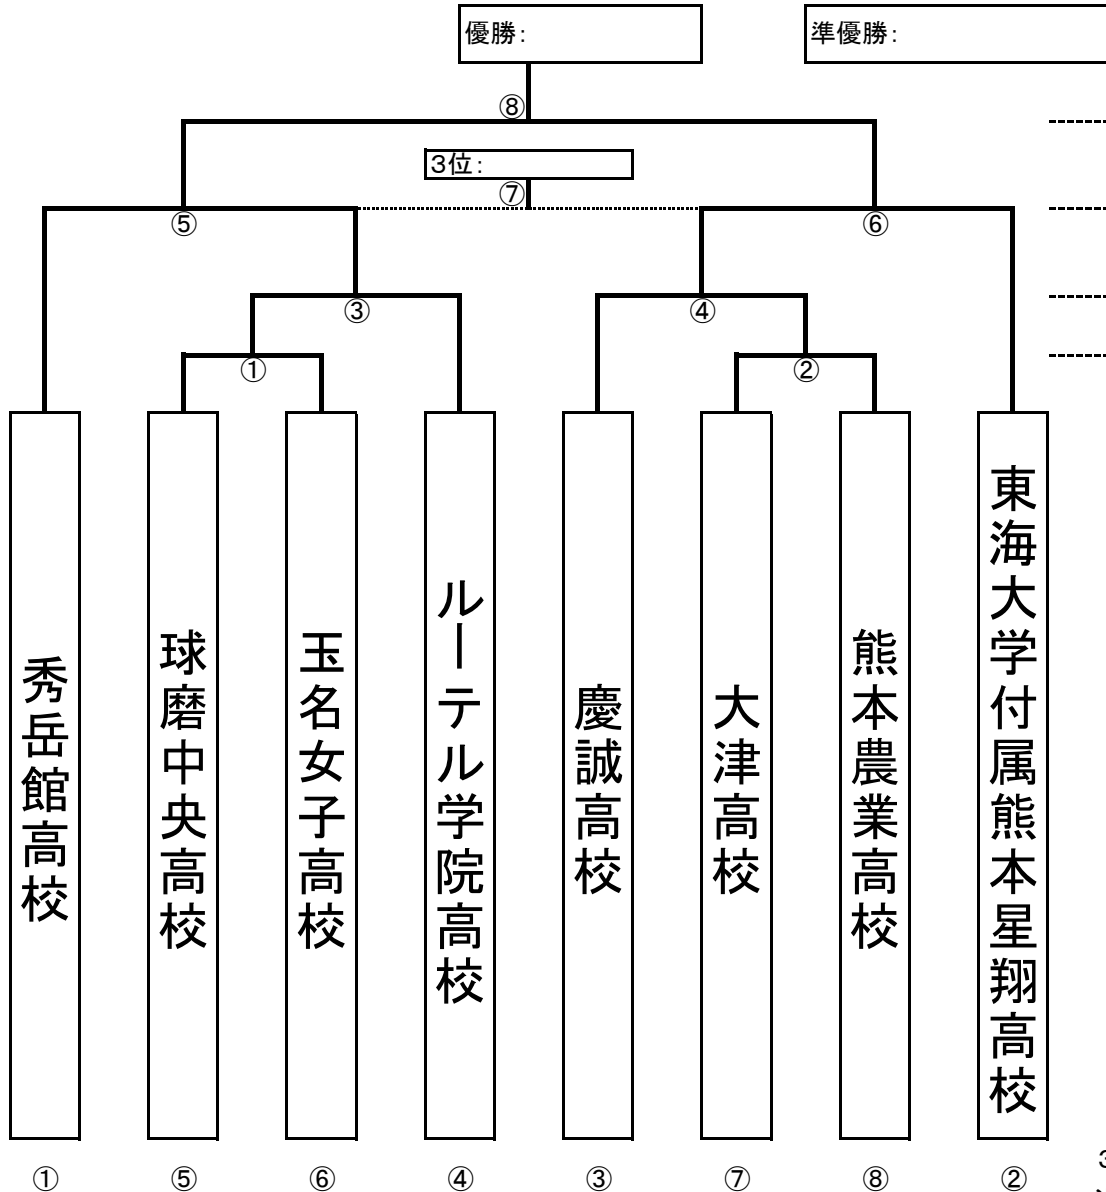 優勝：
準優勝：
⑧
3位：
⑦
⑤
⑥
③
④
①
②
秀岳館高校
球磨中央高校
玉名女子高校
ルーテル学院高校
慶誠高校
大津高校
熊本農業高校
東海大学付属熊本星翔高校
①
⑤
⑥
④
③
⑦
⑧
②